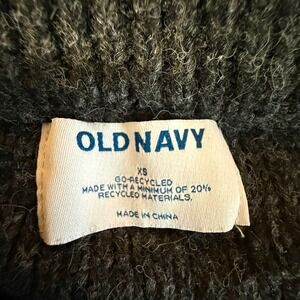 OLD NAVY
XS
GO-RECYCLED
MADE WITH A MINIMUM OF 20%
RECYCLED MATERIALS.
MADE IN CHINA